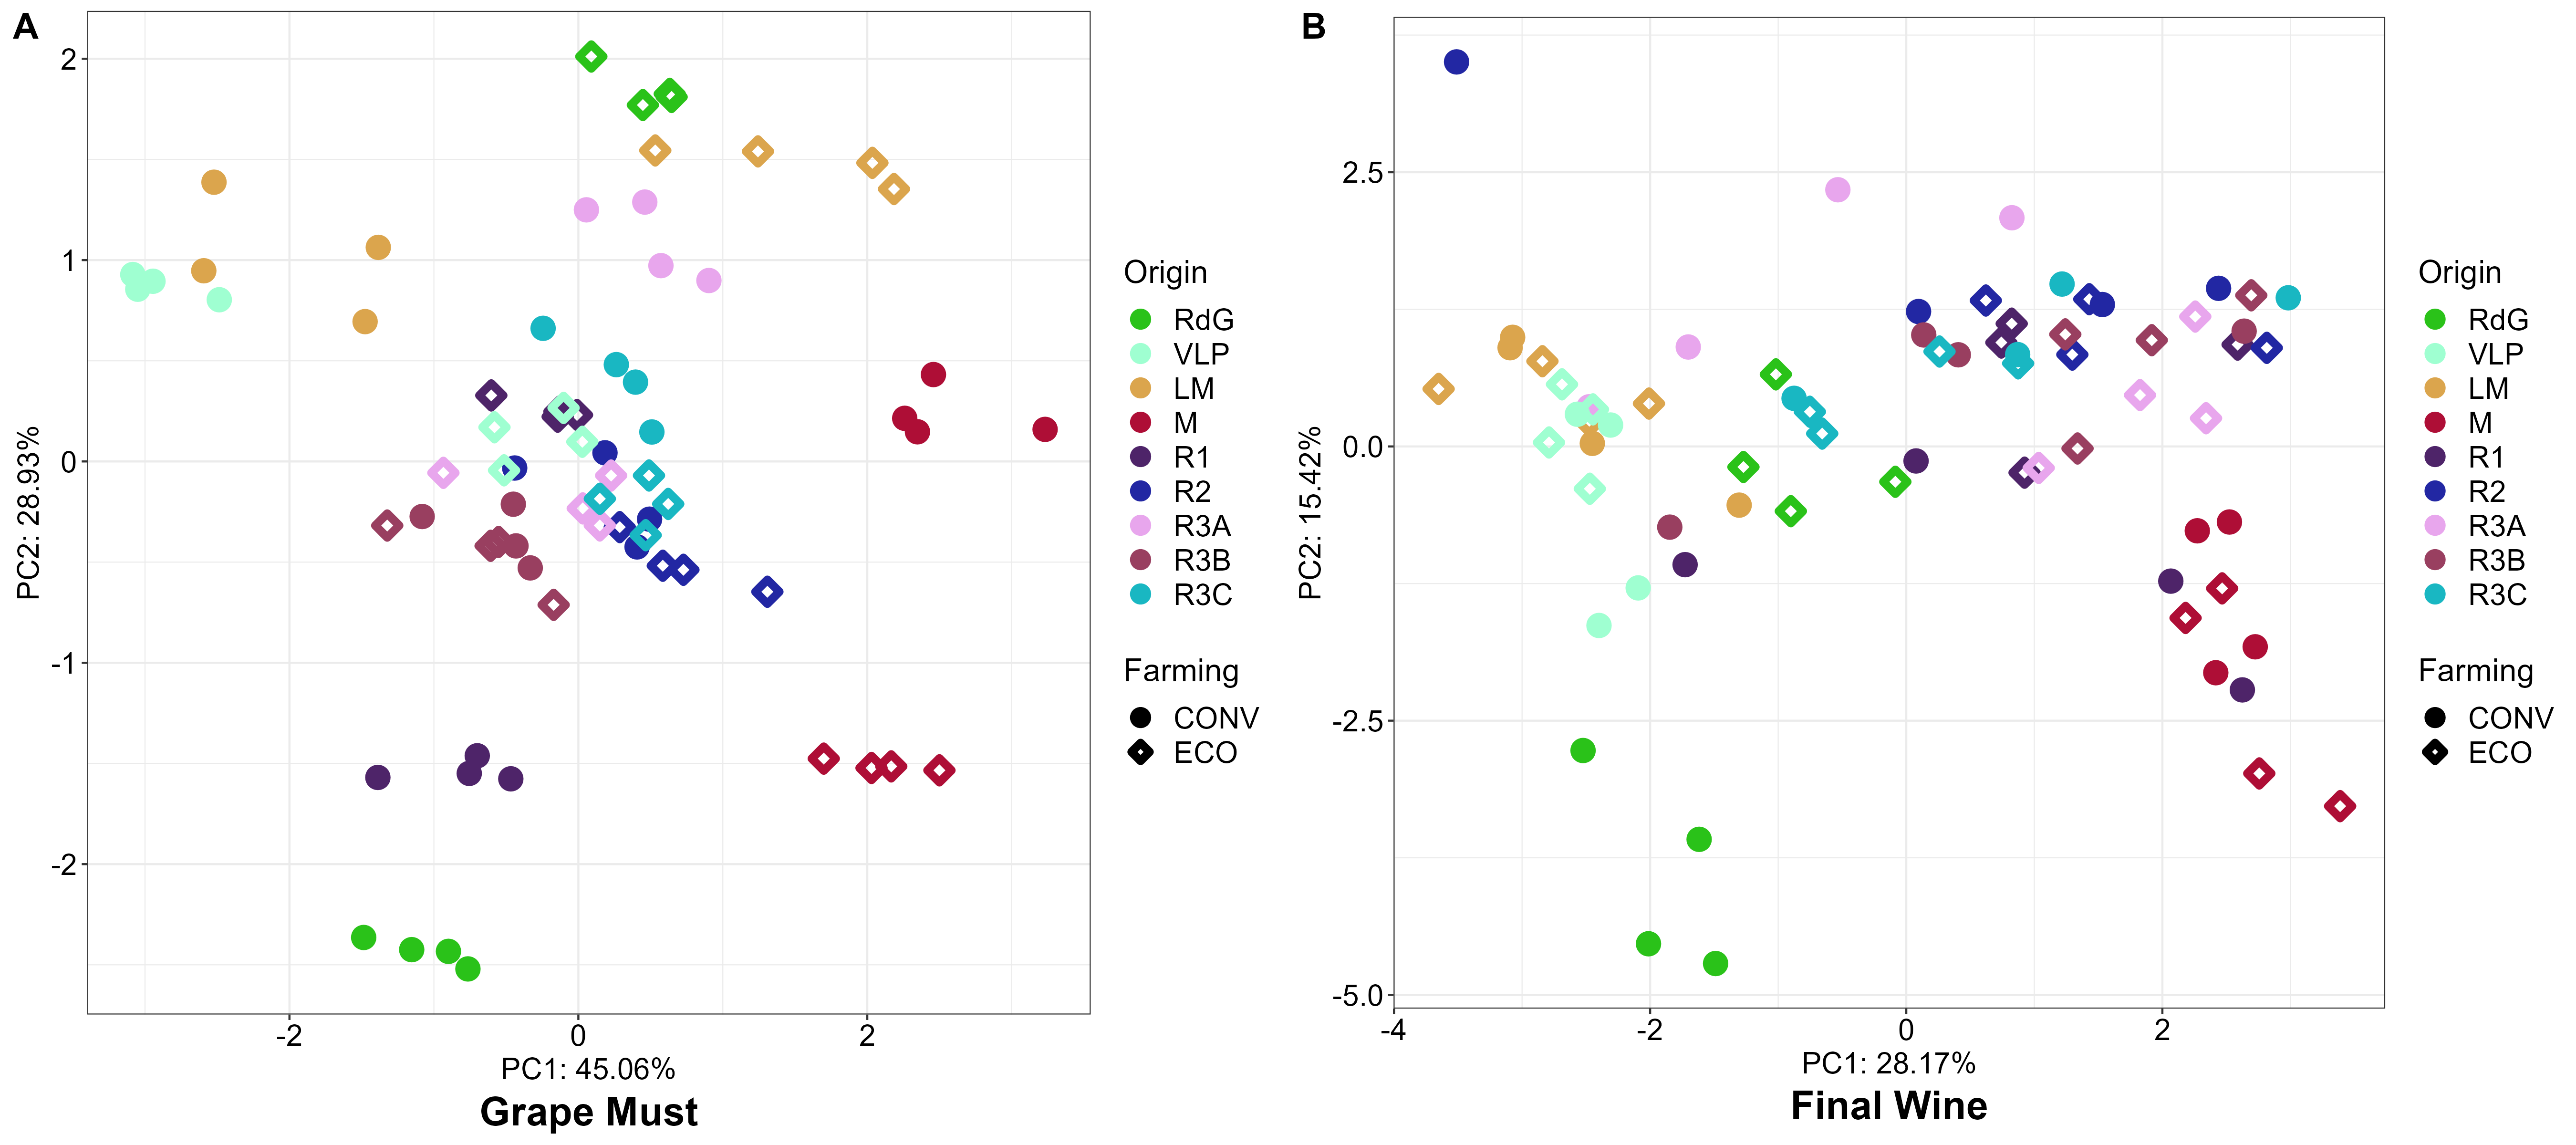 A
2
1
0
-1
-2
PC2: 28.93%
-2
0
2
PC1: 45.06%
Grape Must
Origin
RdG
VLP
LM
M
R1
R2
R3A
R3B
R3C
Farming
CONV
ECO
B
2.5
0.0
-2.5
-5.0
PC2: 15.42%
-4
-2
0
2
PC1: 28.17%
Final Wine
Origin
RdG
VLP
LM
M
R1
R2
R3A
R3B
R3C
Farming
CONV
ECO